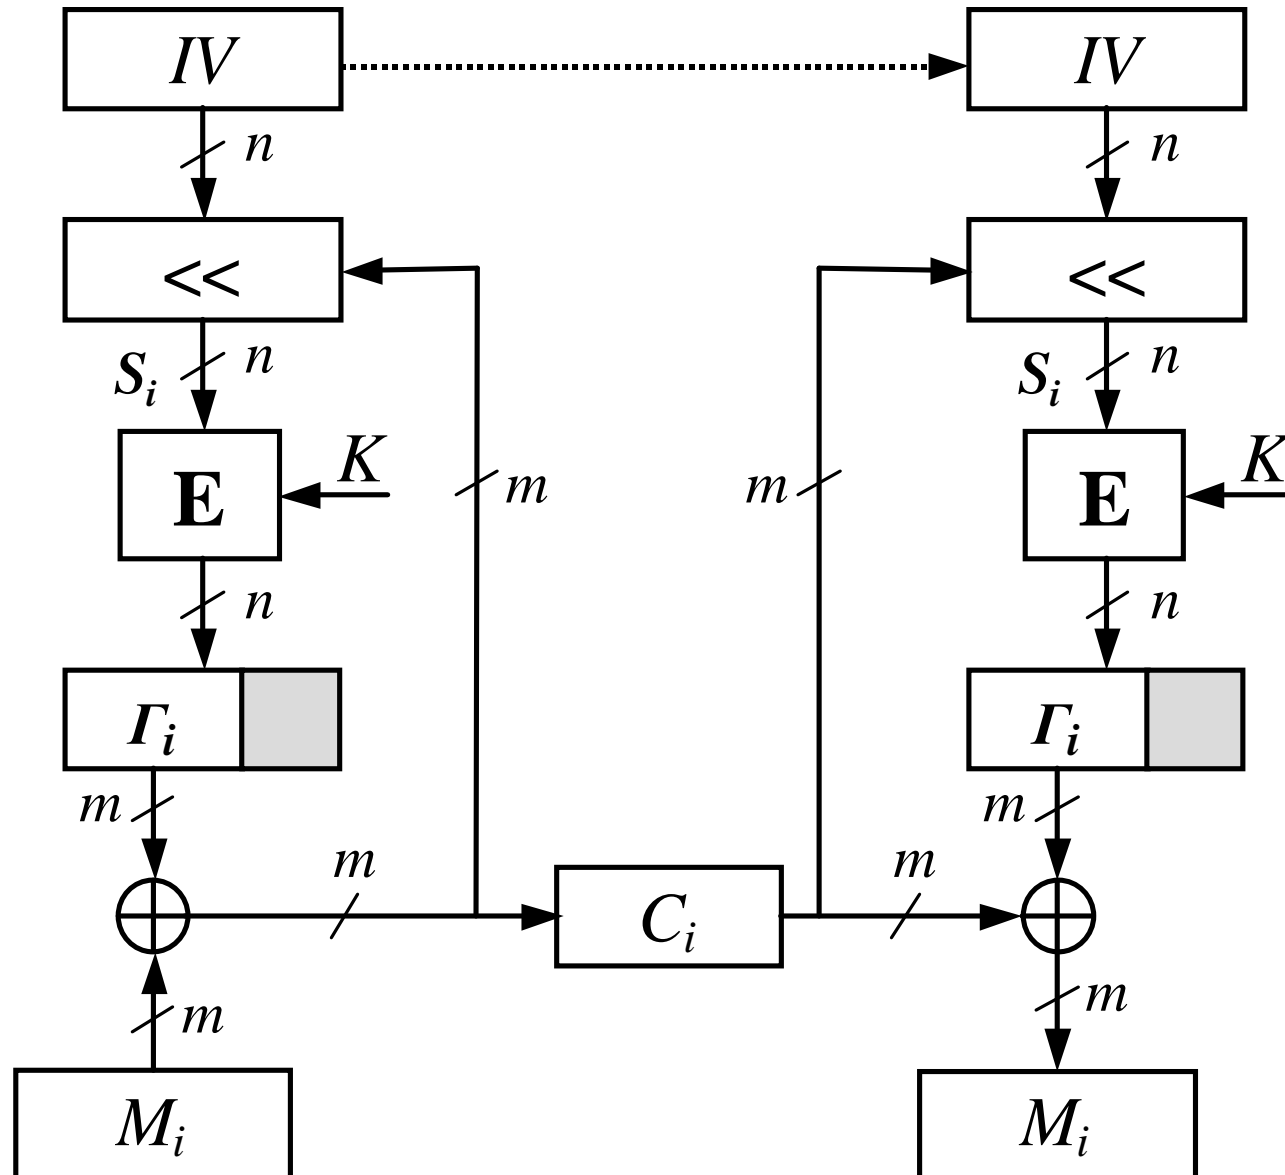 IV IV
n n
<< <<
S_i n S_i n
K K
E m m E
n n
Γ_i Γ_i
m m
m m
C_i
m m
M_i M_i